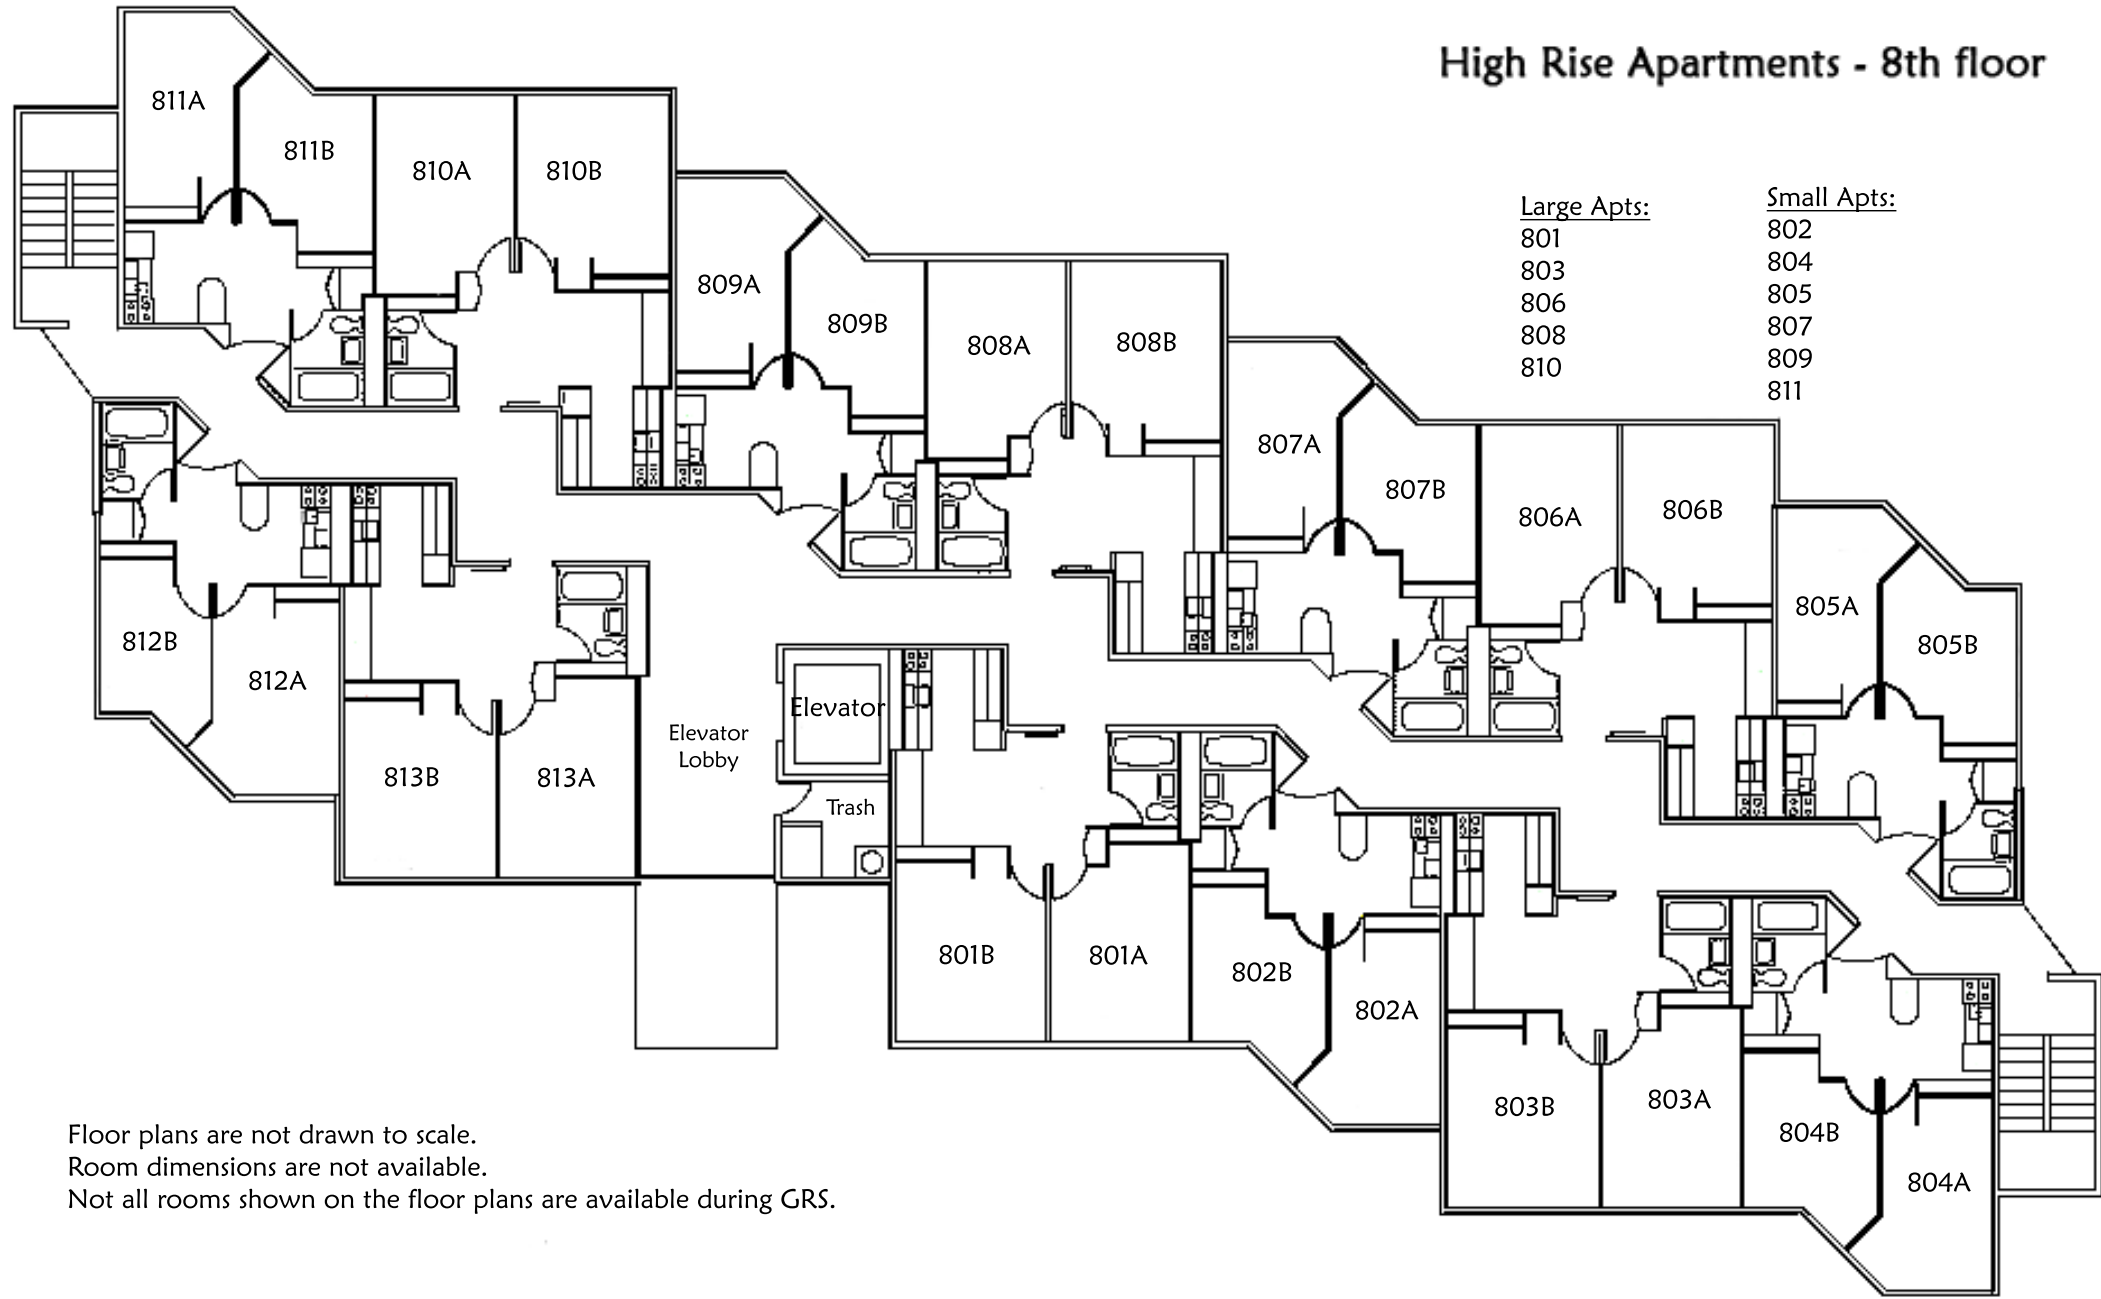 High Rise Apartments - 8th floor
Large Apts:
801
803
806
808
810
Small Apts:
802
804
805
807
809
811
811A
811B
810A
810B
809A
809B
808A
808B
807A
807B
806A
806B
805A
805B
812B
812A
813B
813A
Elevator
Lobby
Elevator
Trash
801B
801A
802B
802A
803B
803A
804B
804A
Floor plans are not drawn to scale.
Room dimensions are not available.
Not all rooms shown on the floor plans are available during GRS.